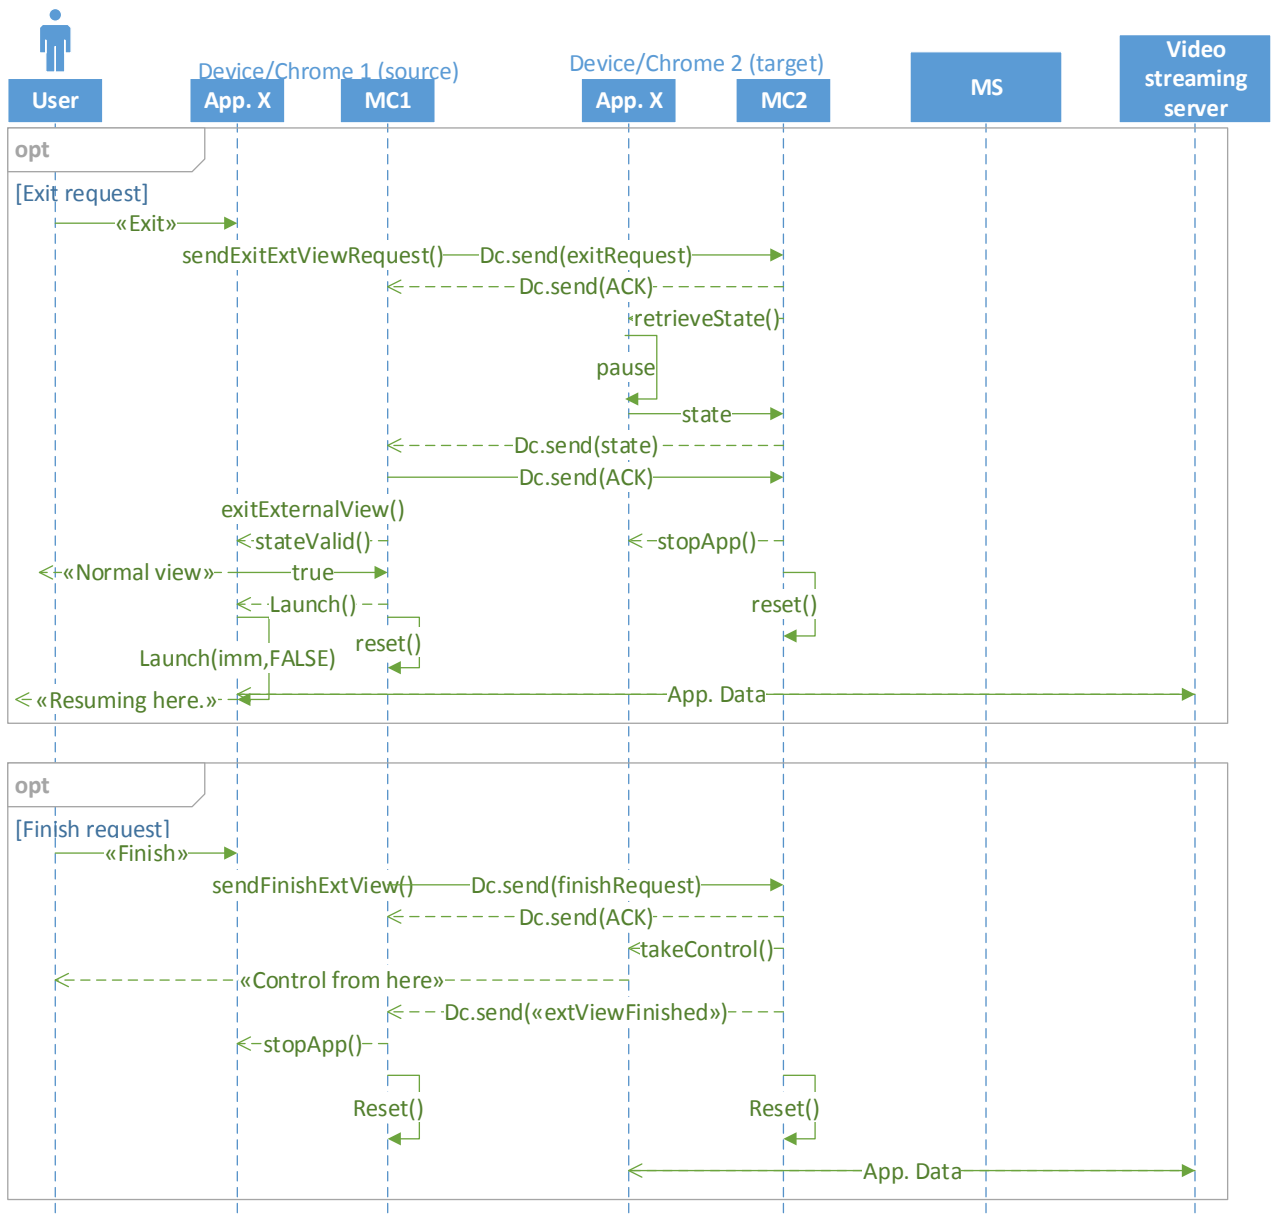 Device/Chrome 1 (source)
Device/Chrome 2 (target)
User
App. X
MC1
App. X
MC2
MS
Video
streaming
server
opt
[Exit request]
«Exit»
sendExitExtViewRequest()
Dc.send(exitRequest)
Dc.send(ACK)
retrieveState()
pause
state
Dc.send(state)
Dc.send(ACK)
exitExternalView()
stateValid()
stopApp()
«Normal view»
true
Launch()
reset()
reset()
Launch(imm,FALSE)
«Resuming here.»
App. Data
opt
[Finish request]
«Finish»
sendFinishExtView()
Dc.send(finishRequest)
Dc.send(ACK)
takeControl()
«Control from here»
Dc.send(«extViewFinished»)
stopApp()
Reset()
Reset()
App. Data